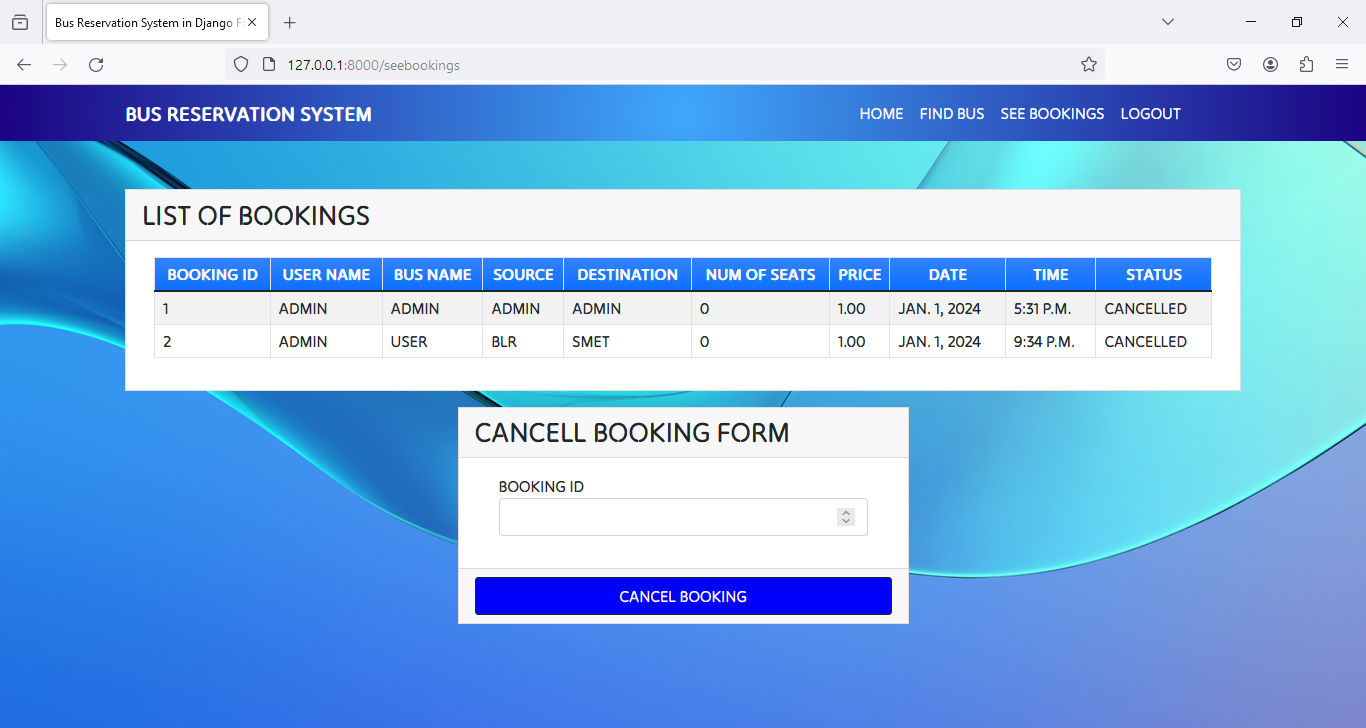 Bus Reservation System in Django F
127.0.0.1:8000/seebookings
BUS RESERVATION SYSTEM HOME FIND BUS SEE BOOKINGS LOGOUT
LIST OF BOOKINGS
BOOKING ID USER NAME BUS NAME SOURCE DESTINATION NUM OF SEATS PRICE DATE TIME STATUS
1 ADMIN ADMIN ADMIN ADMIN 0 1.00 JAN. 1, 2024 5:31 P.M. CANCELLED
2 ADMIN USER BLR SMET 0 1.00 JAN. 1, 2024 9:34 P.M. CANCELLED
CANCELL BOOKING FORM
BOOKING ID
CANCEL BOOKING